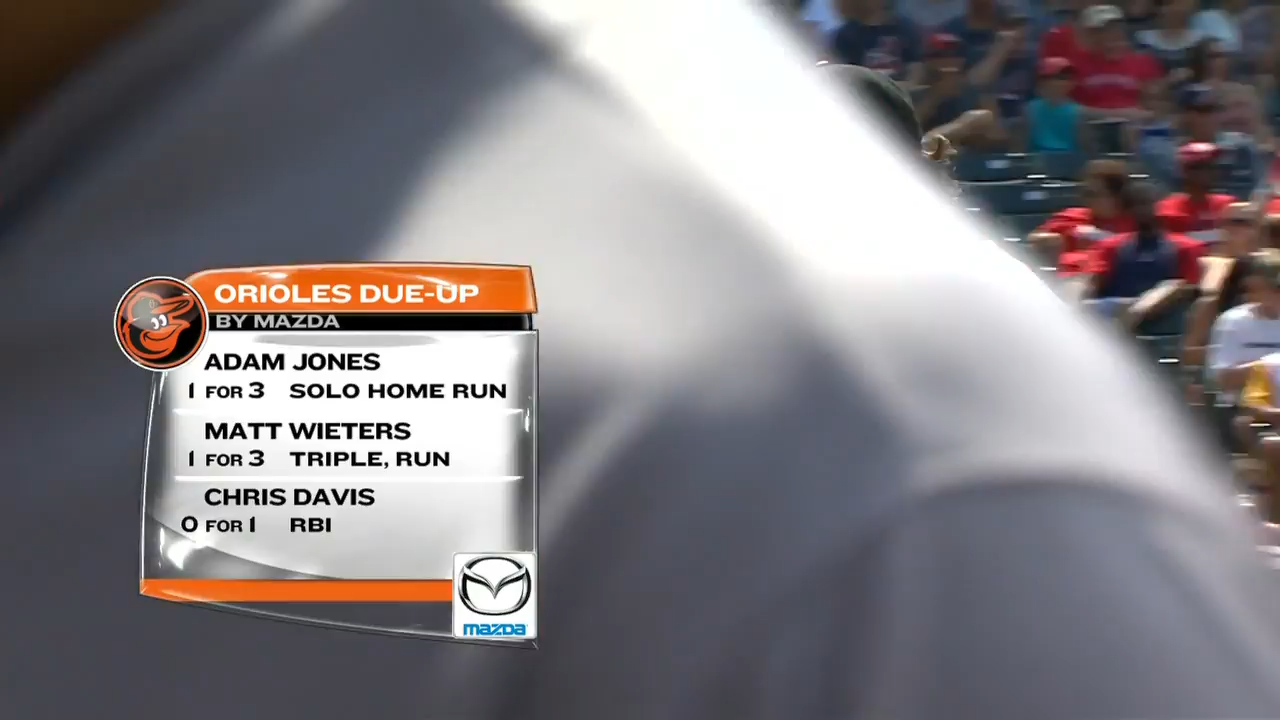 ORIOLES DUE-UP
BY MAZDA
ADAM JONES
1 FOR 3 SOLO HOME RUN
MATT WIETERS
1 FOR 3 TRIPLE, RUN
CHRIS DAVIS
0 FOR 1 RBI
mazda